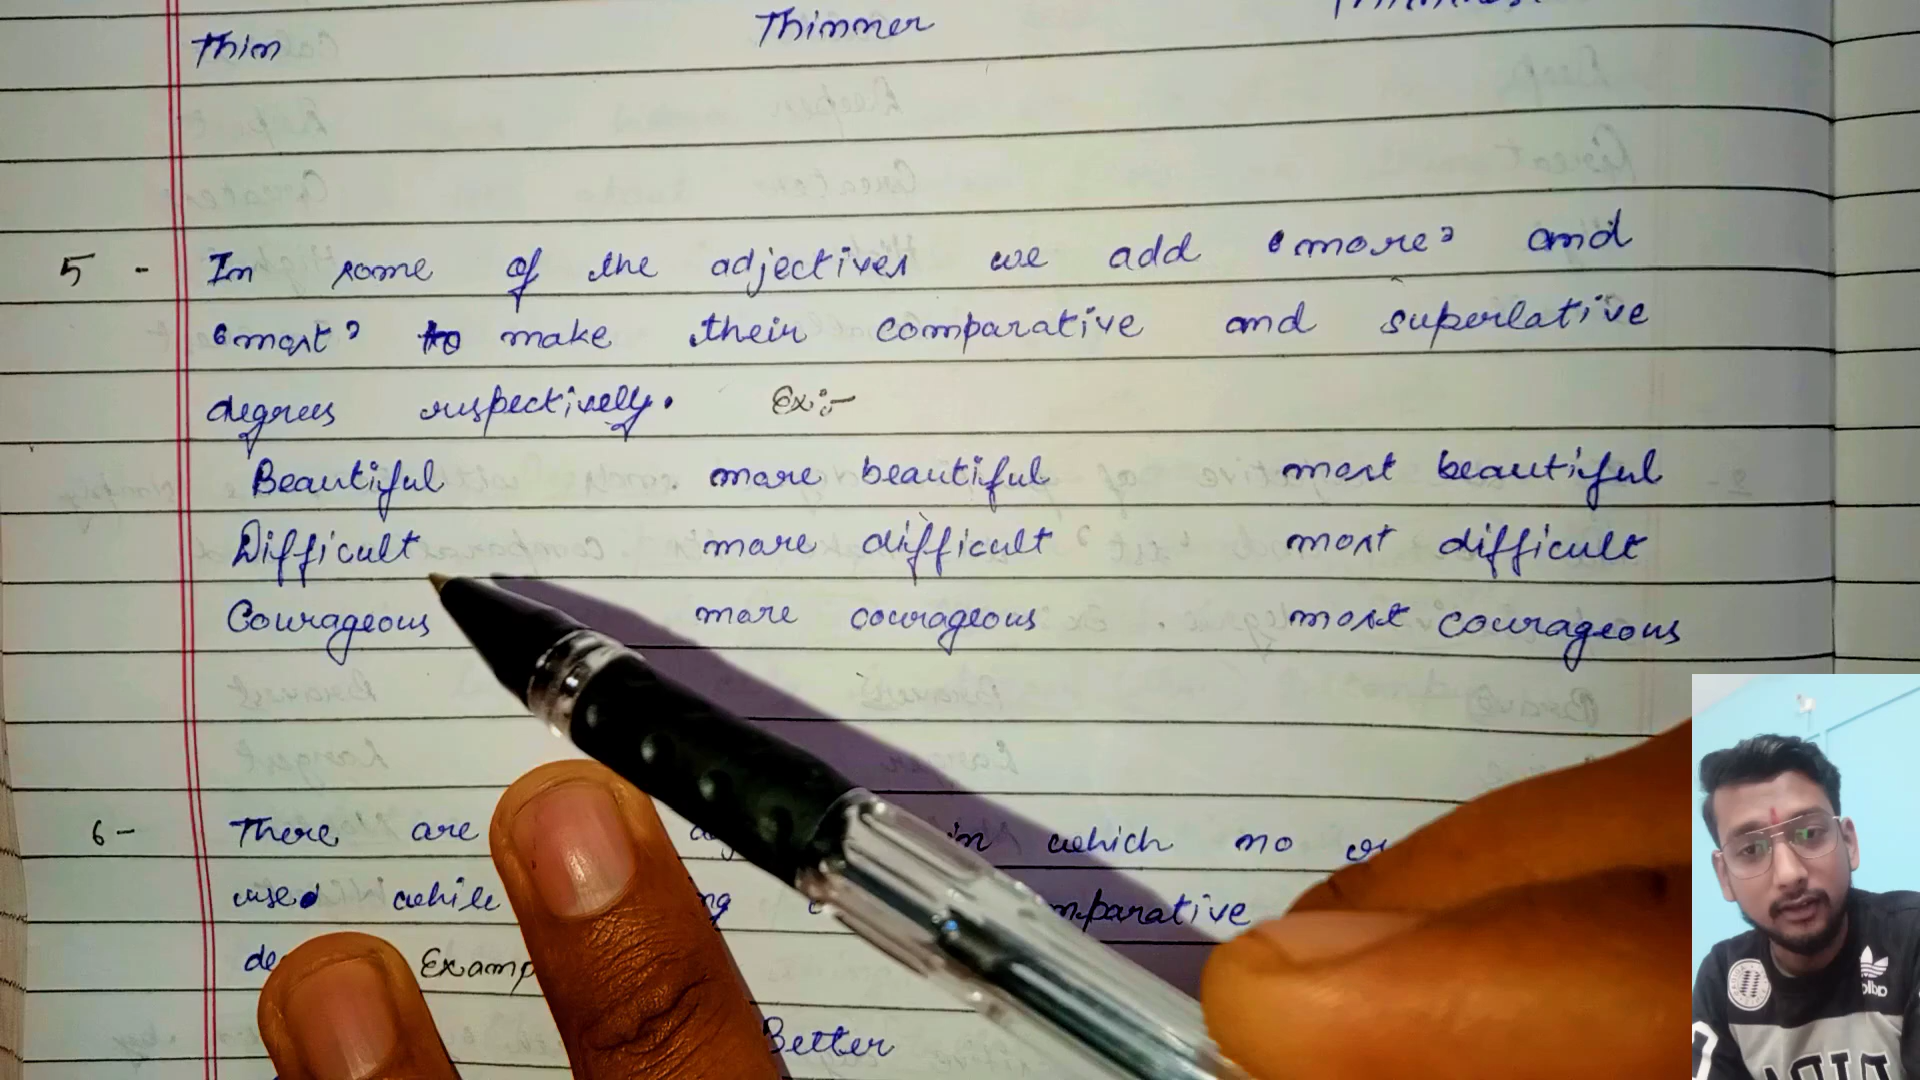 Thin Thinner
5 - In some of the adjectives we add 'more' and
'most' to make their comparative and superlative
degrees respectively. Ex:-
Beautiful more beautiful most beautiful
Difficult more difficult most difficult
Courageous more courageous most courageous
6 - There are in which no
used while comparative
Better